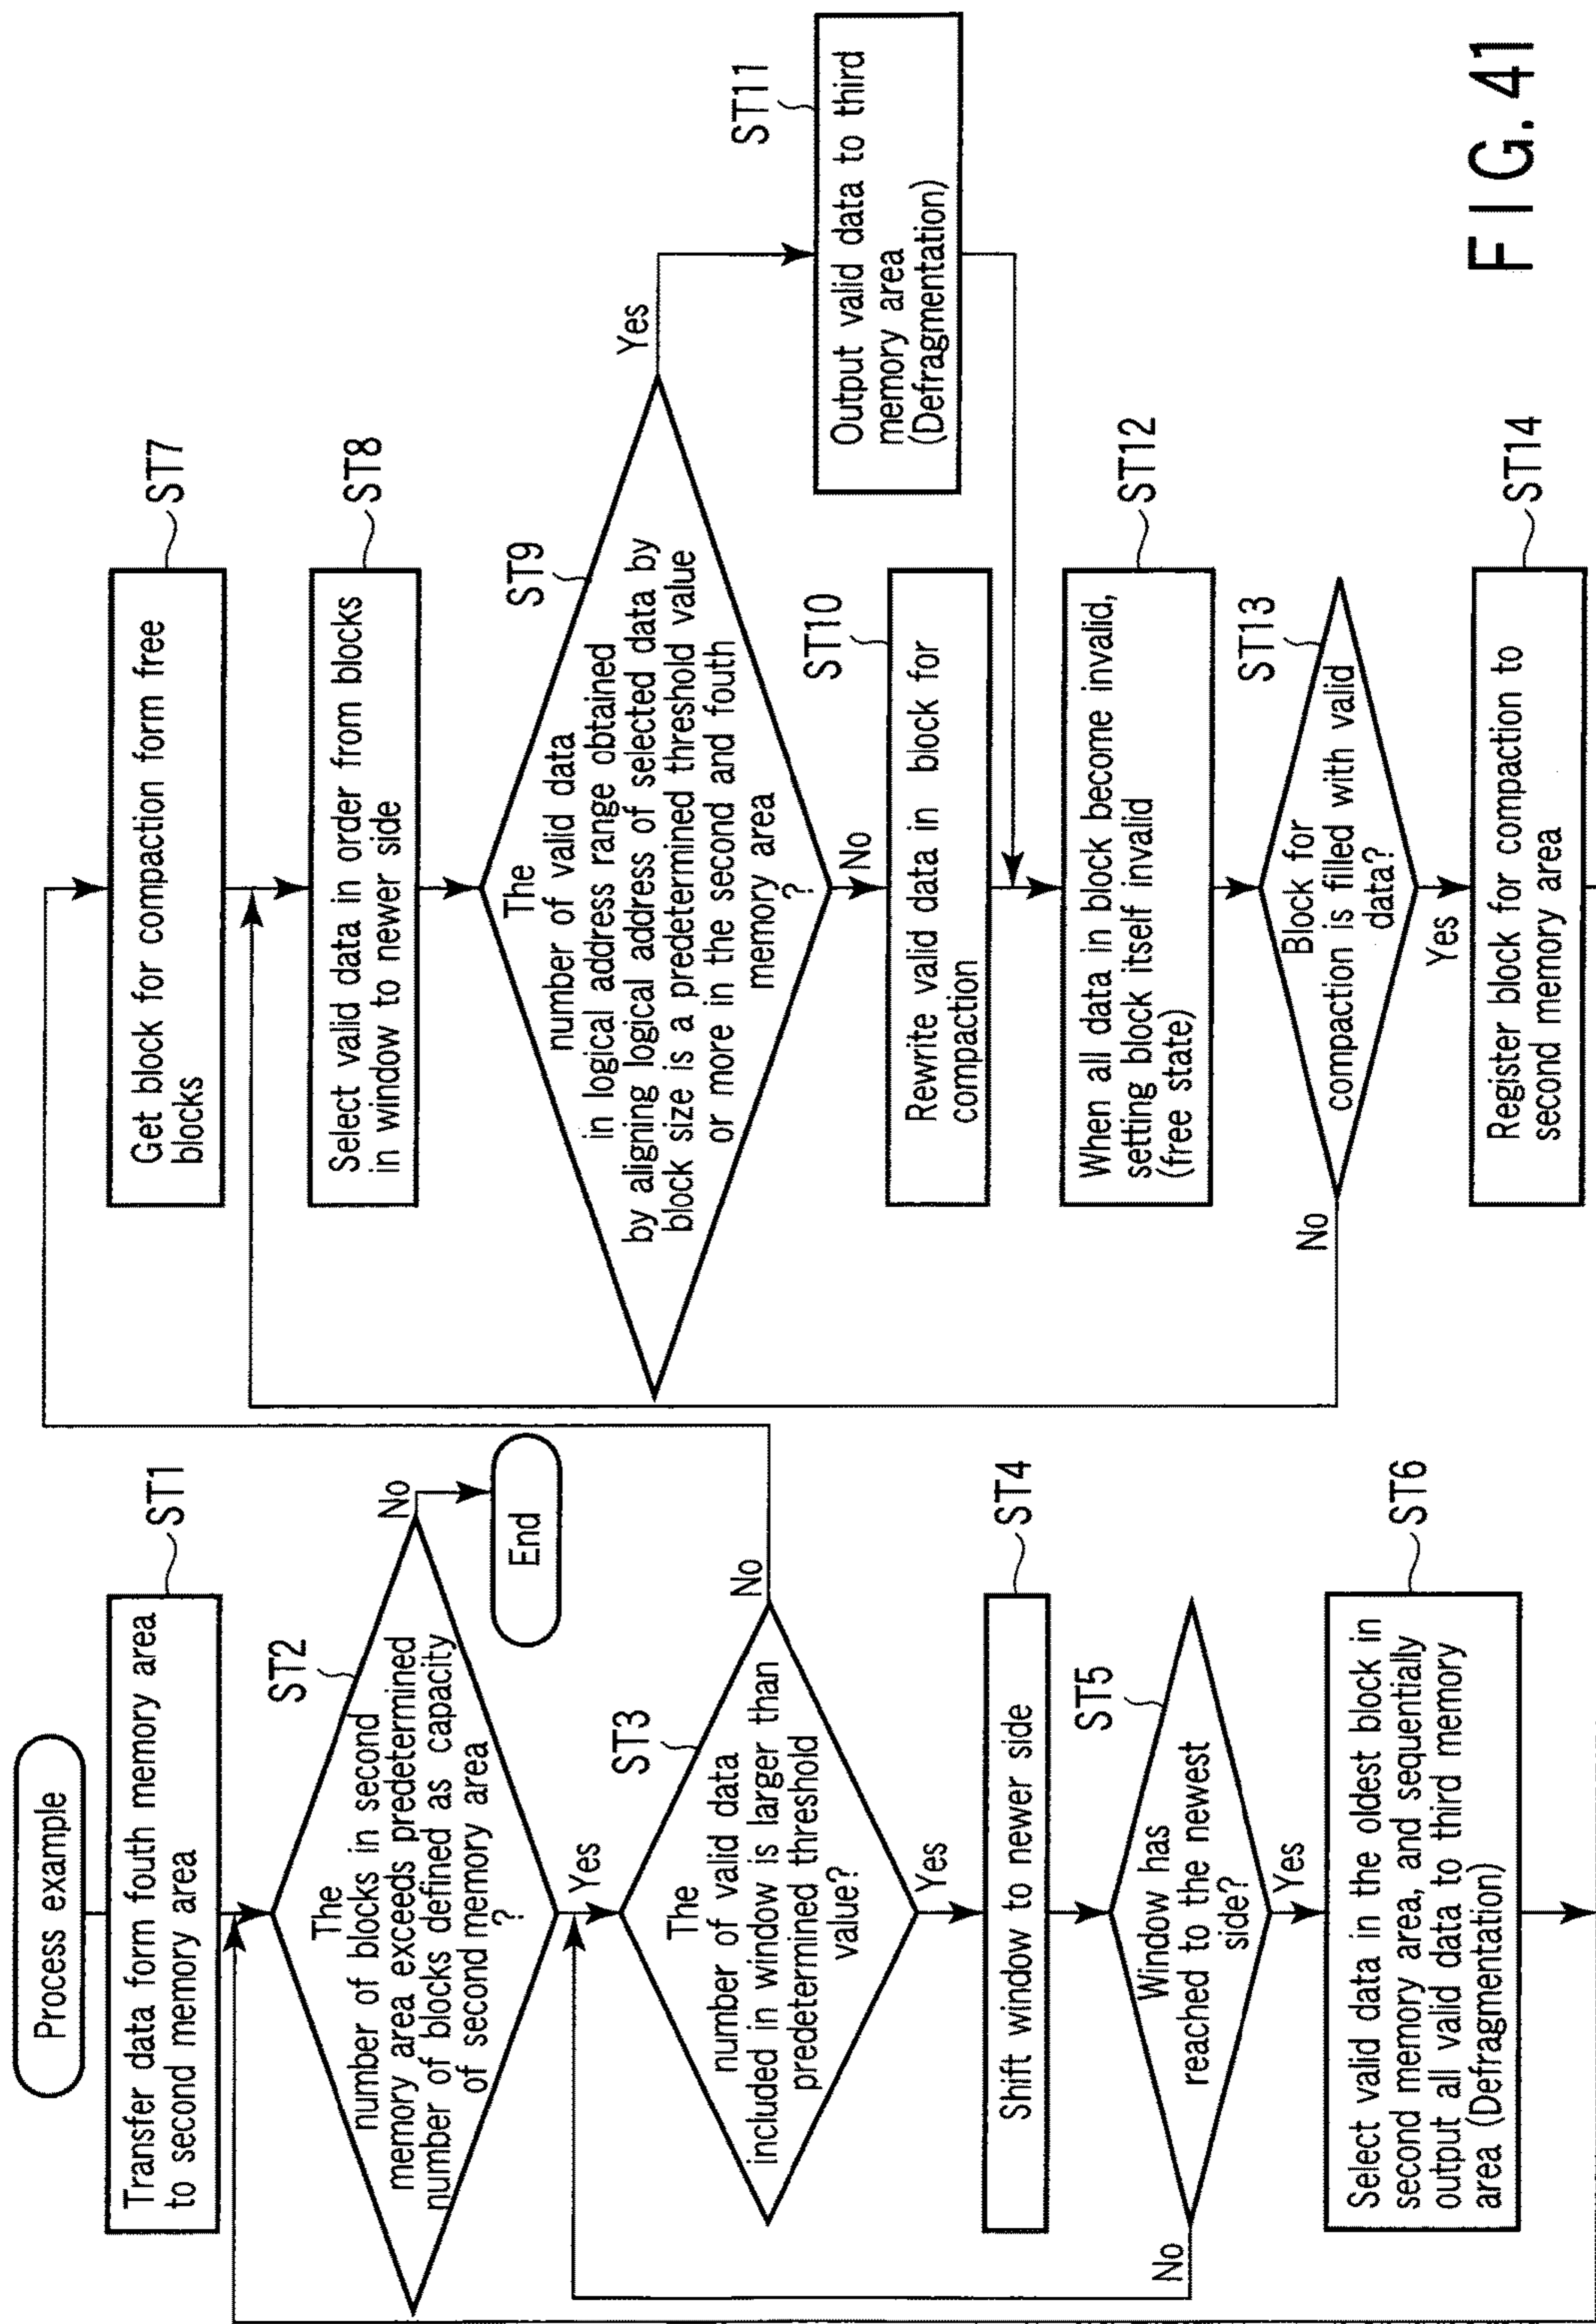 Process example
Transfer data form fouth memory area
to second memory area
ST1
ST2
The
number of blocks in second
memory area exceeds predetermined
number of blocks defined as capacity
of second memory area
?
No
End
Yes
ST3
The
number of valid data
included in window is larger than
predetermined threshold
value?
No
Yes
Shift window to newer side
ST4
ST5
Window has
reached to the newest
side?
No
Yes
Select valid data in the oldest block in
second memory area, and sequentially
output all valid data to third memory
area (Defragmentation)
ST6
Get block for compaction form free
blocks
ST7
Select valid data in order from blocks
in window to newer side
ST8
ST9
The
number of valid data
in logical address range obtained
by aligning logical address of selected data by
block size is a predetermined threshold value
or more in the second and fouth
memory area
?
Yes
No
ST10
Rewrite valid data in block for
compaction
ST11
Output valid data to third
memory area
(Defragmentation)
When all data in block become invalid,
setting block itself invalid
(free state)
ST12
ST13
Block for
compaction is filled with valid
data?
No
Yes
Register block for compaction to
second memory area
ST14
FIG. 41